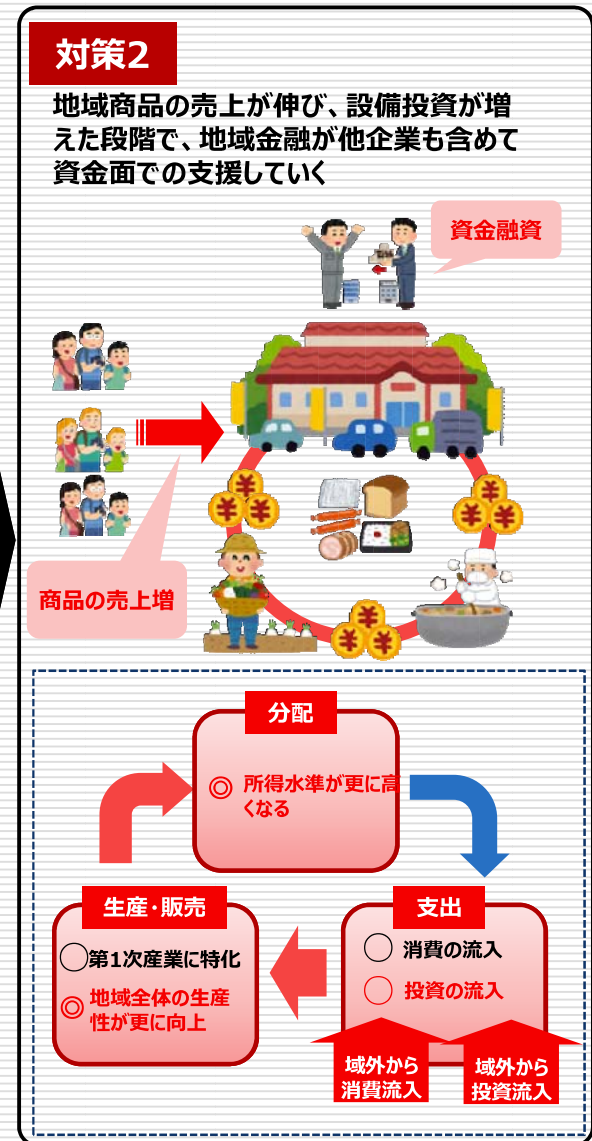 対策2
地域商品の売上が伸び、設備投資が増
えた段階で、地域金融が他企業も含めて
資金面での支援していく
資金融資
¥
¥ ¥
¥
¥ ¥
¥
¥ ¥
商品の売上増
分配
◎ 所得水準が更に高
くなる
生産・販売
○第1次産業に特化
◎ 地域全体の生産
性が更に向上
支出
○ 消費の流入
○ 投資の流入
域外から
消費流入
域外から
投資流入